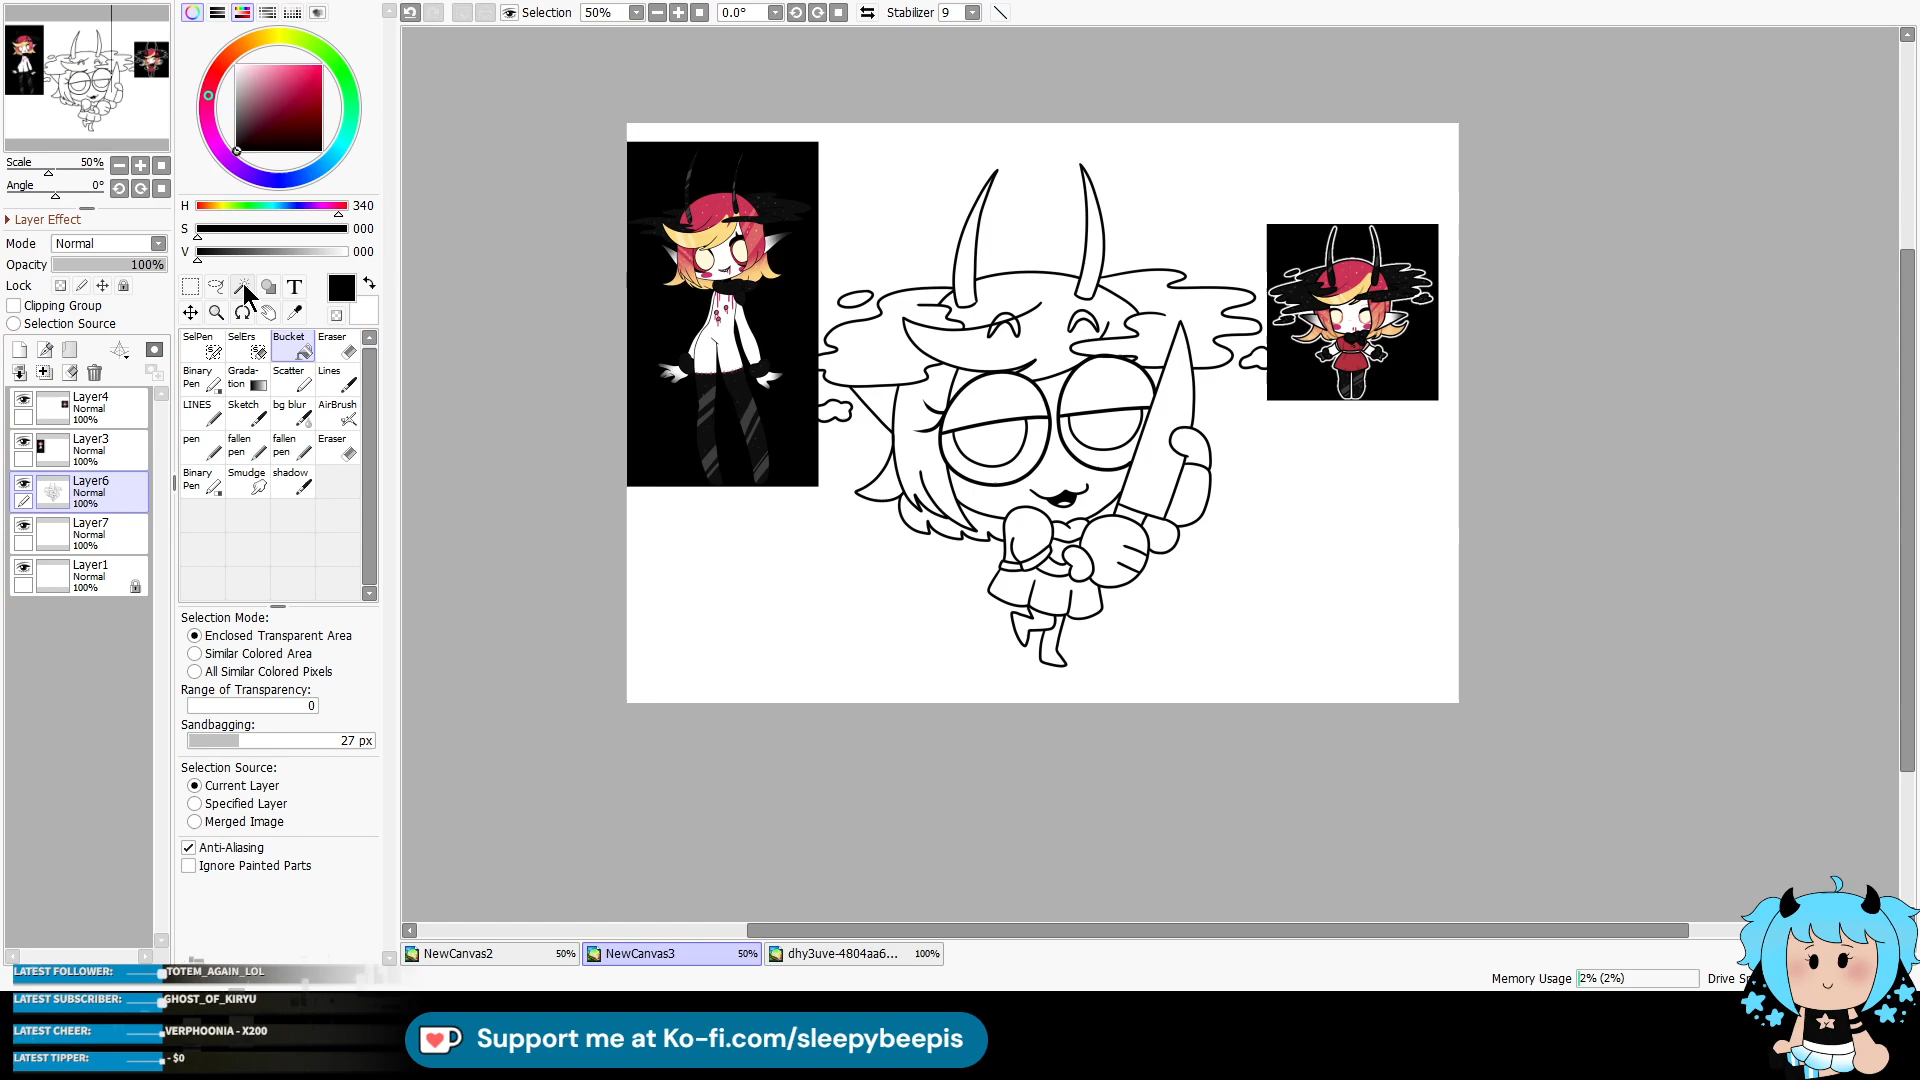 Selection
50%
0.0°
Stabilizer 9
Scale 50%
Angle 0°
Layer Effect
Mode Normal
Opacity 100%
Lock
Clipping Group
Selection Source
Layer4
Normal
100%
Layer3
Normal
100%
Layer6
Normal
100%
Layer7
Normal
100%
Layer1
Normal
100%
H 340
S 000
V 000
T
SelPen SelErs Bucket Eraser
Binary Pen Grada-tion Scatter Lines
LINES Sketch bg blur AirBrush
pen fallen pen fallen pen Eraser
Binary Pen Smudge shadow
Selection Mode:
Enclosed Transparent Area
Similar Colored Area
All Similar Colored Pixels
Range of Transparency:
0
Sandbagging:
27 px
Selection Source:
Current Layer
Specified Layer
Merged Image
Anti-Aliasing
Ignore Painted Parts
NewCanvas2 50%
NewCanvas3 50%
dhy3uve-4804aa6... 100%
Memory Usage 2% (2%)
LATEST FOLLOWER: TOTEM_AGAIN_LOL
LATEST SUBSCRIBER: GHOST_OF_KIRYU
LATEST CHEER: VERPHOONIA - X200
LATEST TIPPER: - $0
Support me at Ko-fi.com/sleepybeepis